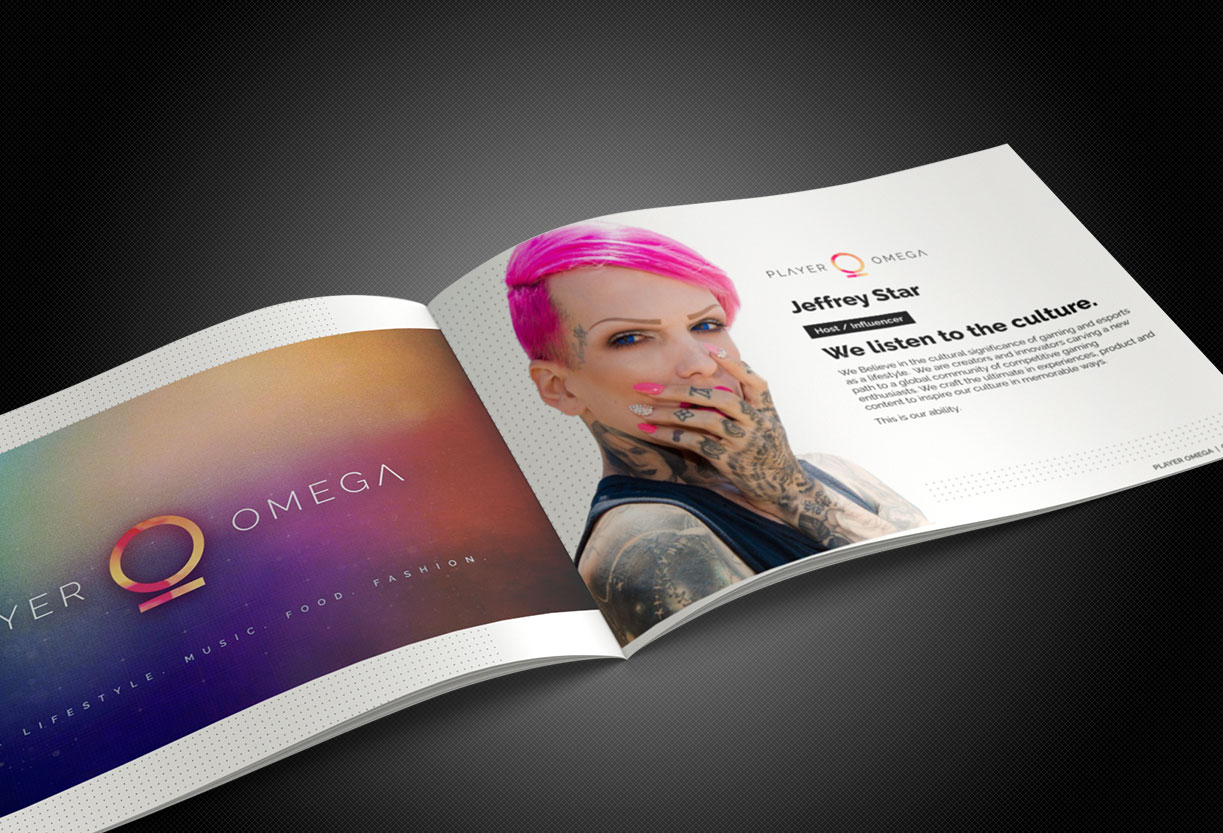 YER OMEGA
LIFESTYLE. MUSIC. FOOD. FASHION.
PLAYER OMEGA
Jeffrey Star
Host / Influencer
We listen to the culture.
We Believe in the cultural significance of gaming and esports
as a lifestyle. We are creators and innovators carving a new
path to a global community of competitive gaming
enthusiasts. We craft the ultimate in experiences, product and
content to inspire our culture in memorable ways.
This is our ability.
PLAYER OMEGA |